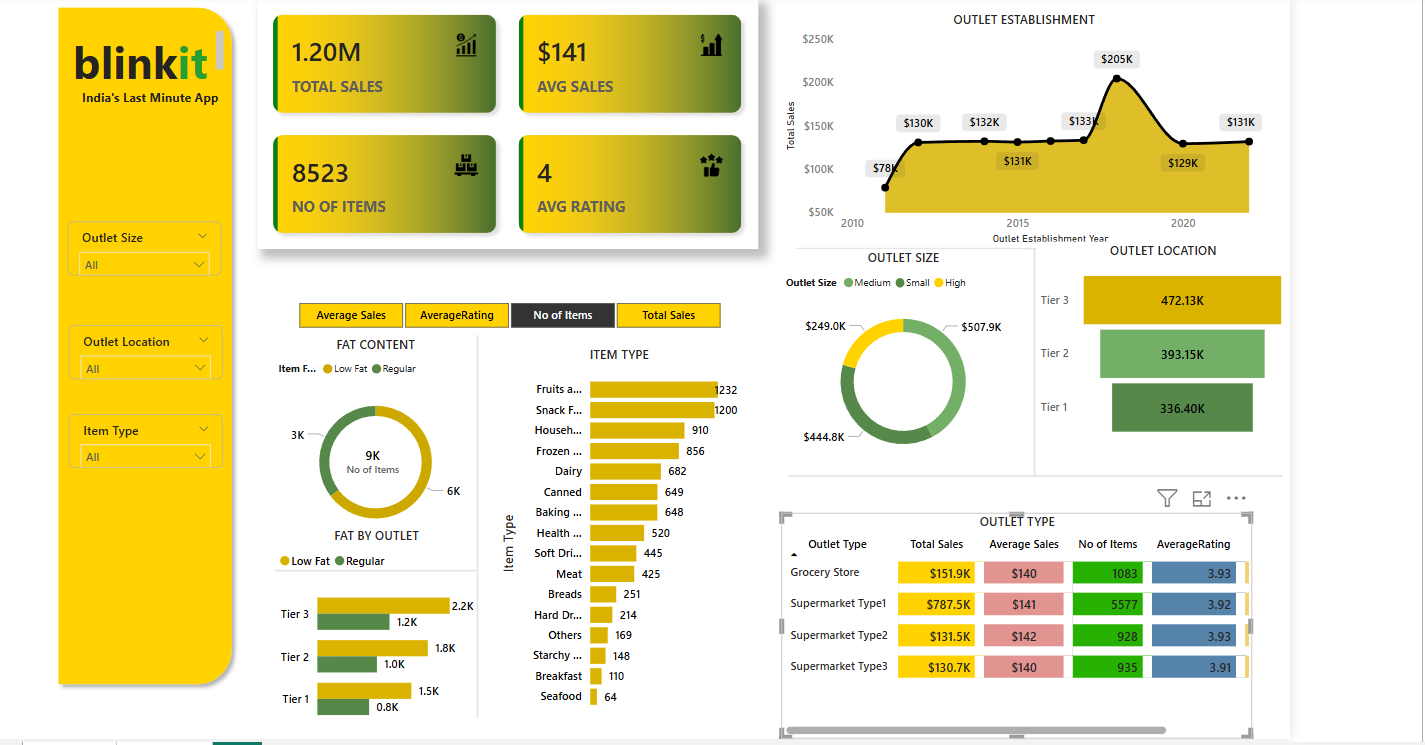 blinkit
India's Last Minute App
Outlet Size
All
Outlet Location
All
Item Type
All
1.20M
TOTAL SALES
$141
AVG SALES
8523
NO OF ITEMS
4
AVG RATING
Average Sales
AverageRating
No of Items
Total Sales
FAT CONTENT
Item F... Low Fat Regular
3K
9K
No of Items
6K
FAT BY OUTLET
Low Fat Regular
Tier 3
2.2K
1.2K
Tier 2
1.8K
1.0K
Tier 1
1.5K
0.8K
ITEM TYPE
Item Type
Fruits a... 1232
Snack F... 1200
Househ... 910
Frozen ... 856
Dairy 682
Canned 649
Baking ... 648
Health ... 520
Soft Dri... 445
Meat 425
Breads 251
Hard Dr... 214
Others 169
Starchy ... 148
Breakfast 110
Seafood 64
OUTLET ESTABLISHMENT
Total Sales
$250K
$200K
$150K
$100K
$50K
$78K
$130K
$132K
$131K
$133K
$205K
$129K
$131K
2010 2015 2020
Outlet Establishment Year
OUTLET SIZE
Outlet Size Medium Small High
$249.0K
$507.9K
$444.8K
OUTLET LOCATION
Tier 3 472.13K
Tier 2 393.15K
Tier 1 336.40K
OUTLET TYPE
Outlet Type Total Sales Average Sales No of Items AverageRating
Grocery Store $151.9K $140 1083 3.93
Supermarket Type1 $787.5K $141 5577 3.92
Supermarket Type2 $131.5K $142 928 3.93
Supermarket Type3 $130.7K $140 935 3.91